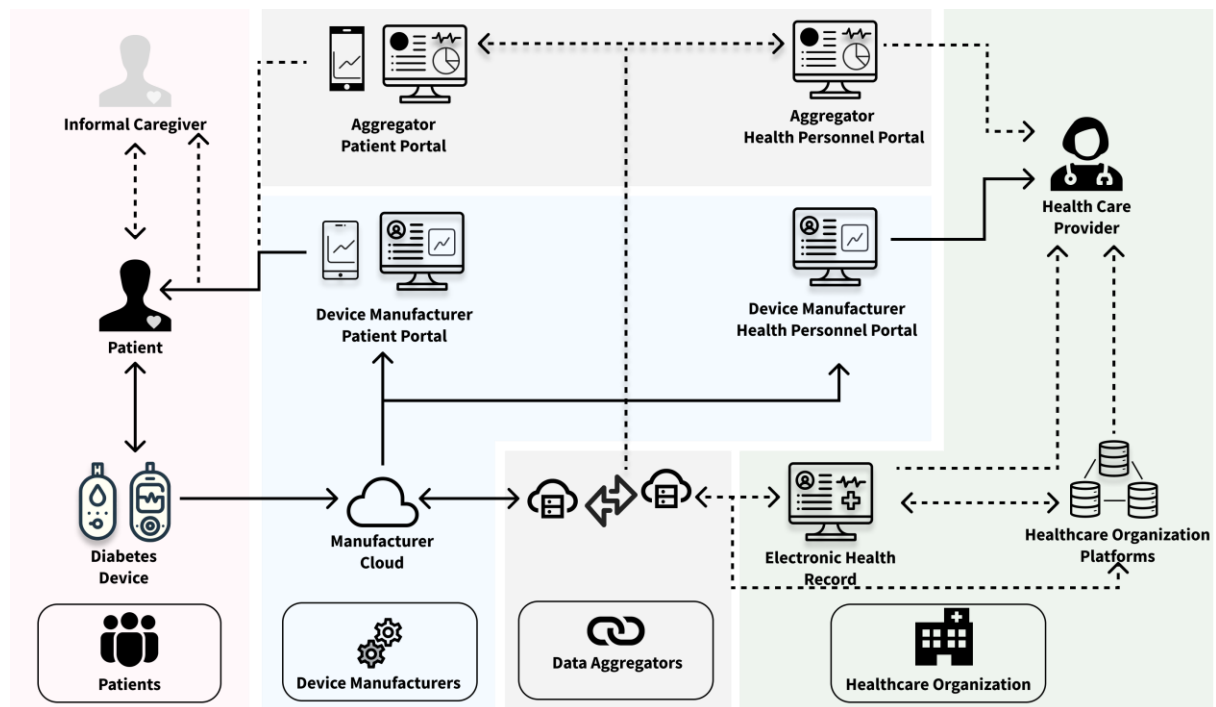 Informal Caregiver
Aggregator
Patient Portal
Aggregator
Health Personnel Portal
Health Care
Provider
Patient
Device Manufacturer
Patient Portal
Device Manufacturer
Health Personnel Portal
Diabetes
Device
Manufacturer
Cloud
Electronic Health
Record
Healthcare Organization
Platforms
Patients
Device Manufacturers
Data Aggregators
Healthcare Organization